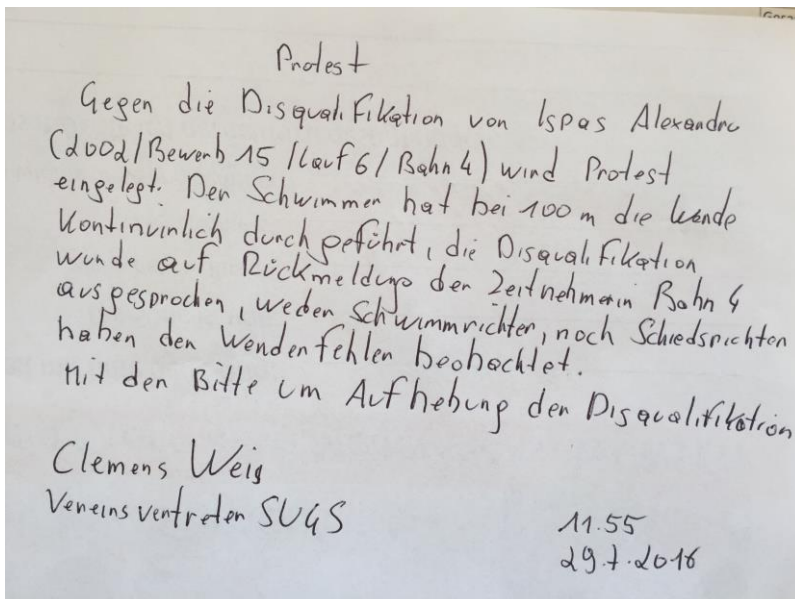 Protest
Gegen die Disqualifikation von Ispas Alexandru
(2002/Bewerb 15/Lauf 6/Bahn 4) wird Protest
eingelegt. Der Schwimmer hat bei 100 m die Wende
Kontinuirlich durchgeführt, die Disqualifikation
wurde auf Rückmeldung der Zeitnehmerin Bahn 4
ausgesprochen, weder Schwimmrichter, noch Schiedsrichter
haben den Wendenfehler beobachtet.
Mit der Bitte um Aufhebung der Disqualifikation
Clemens Weis
Vereinsvertreter SUGS
11.55
29.7.2016